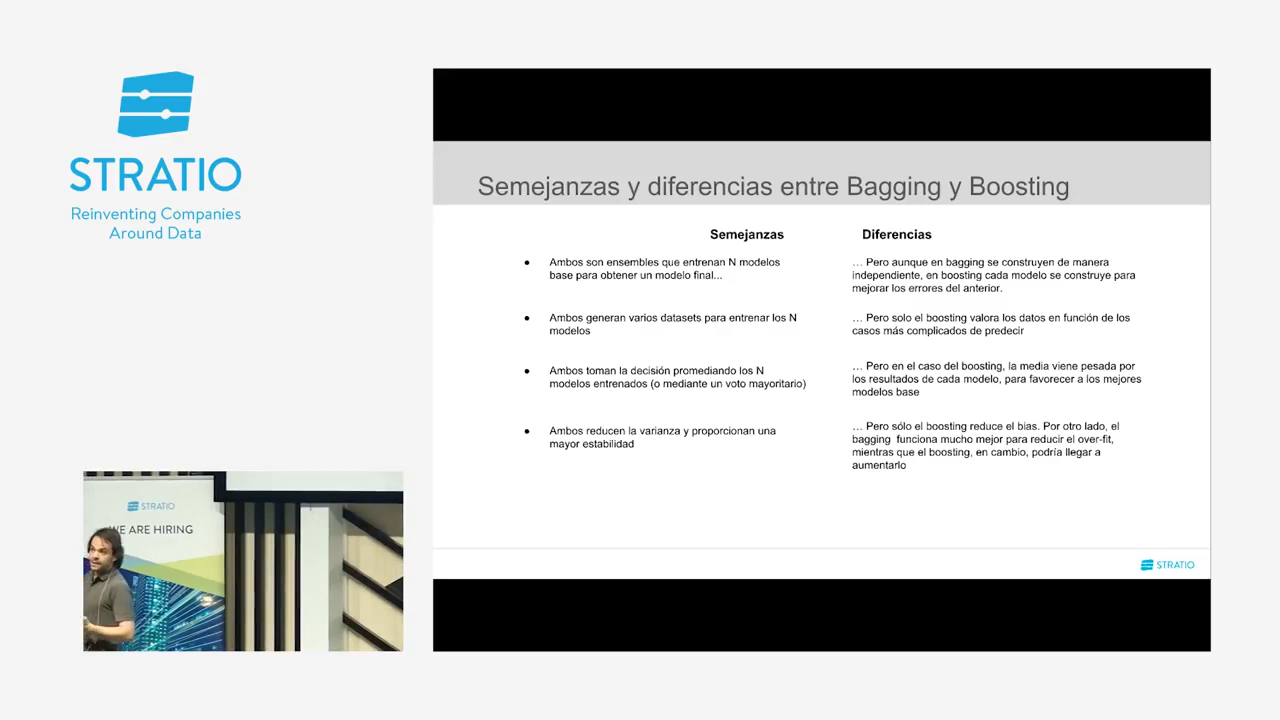 STRATIO
Reinventing Companies
Around Data
Semejanzas y diferencias entre Bagging y Boosting
Semejanzas
● Ambos son ensembles que entrenan N modelos
base para obtener un modelo final...
● Ambos generan varios datasets para entrenar los N
modelos
● Ambos toman la decisión promediando los N
modelos entrenados (o mediante un voto mayoritario)
● Ambos reducen la varianza y proporcionan una
mayor estabilidad
Diferencias
… Pero aunque en bagging se construyen de manera
independiente, en boosting cada modelo se construye para
mejorar los errores del anterior.
… Pero solo el boosting valora los datos en función de los
casos más complicados de predecir
… Pero en el caso del boosting, la media viene pesada por
los resultados de cada modelo, para favorecer a los mejores
modelos base
… Pero sólo el boosting reduce el bias. Por otro lado, el
bagging funciona mucho mejor para reducir el over-fit,
mientras que el boosting, en cambio, podría llegar a
aumentarlo
STRATIO
STRATIO
WE ARE HIRING